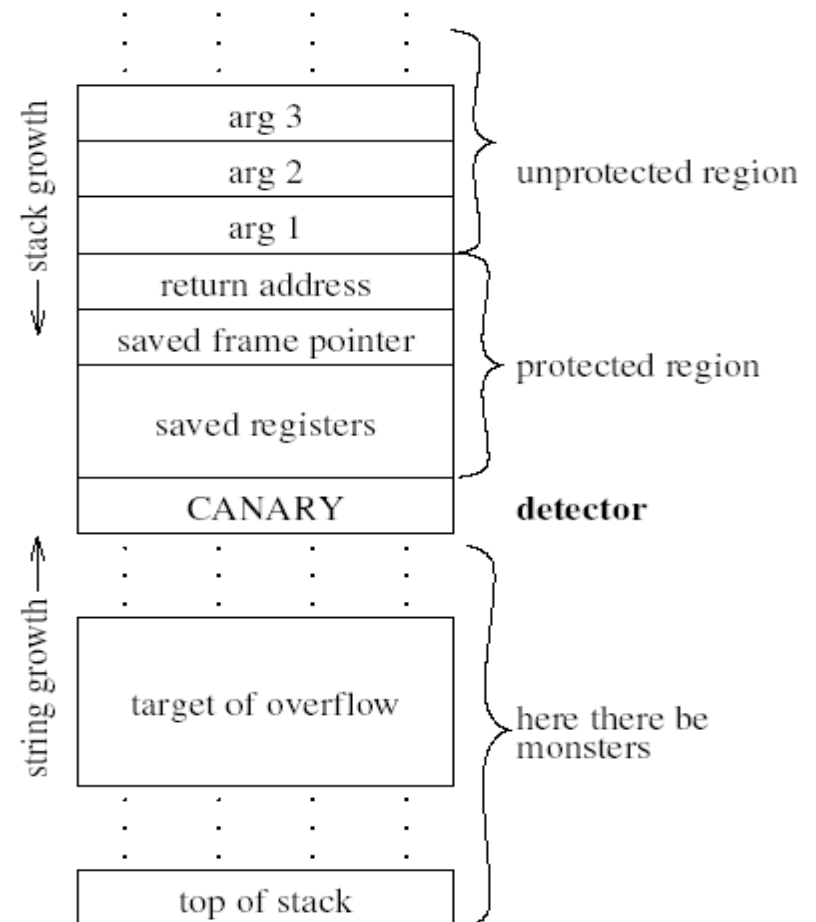 arg 3
arg 2
arg 1
return address
saved frame pointer
saved registers
CANARY
target of overflow
top of stack
stack growth
string growth
unprotected region
protected region
detector
here there be
monsters